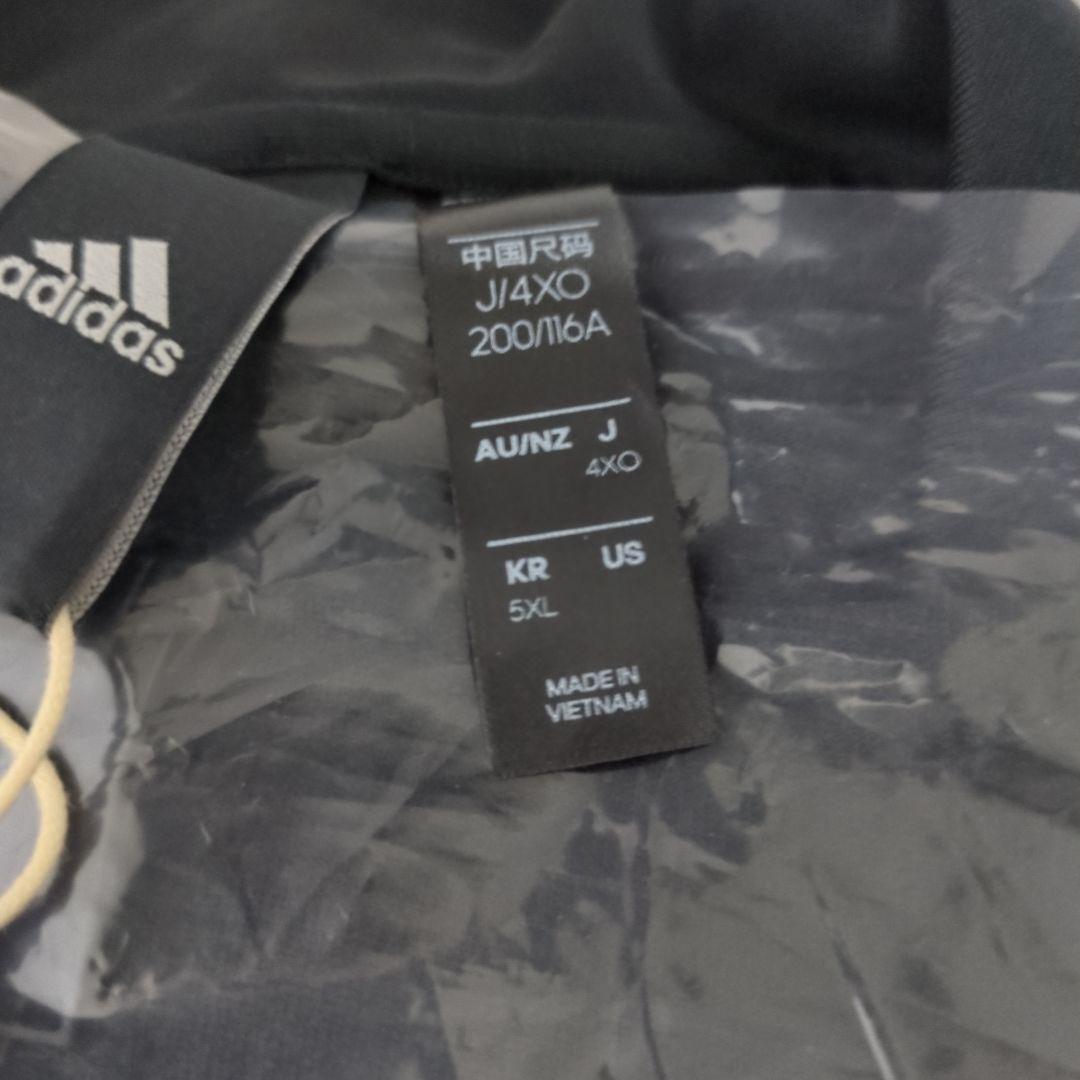 adidas
中国尺码
J/4XO
200/116A
AU/NZ J
4XO
KR US
5XL
MADE IN
VIETNAM